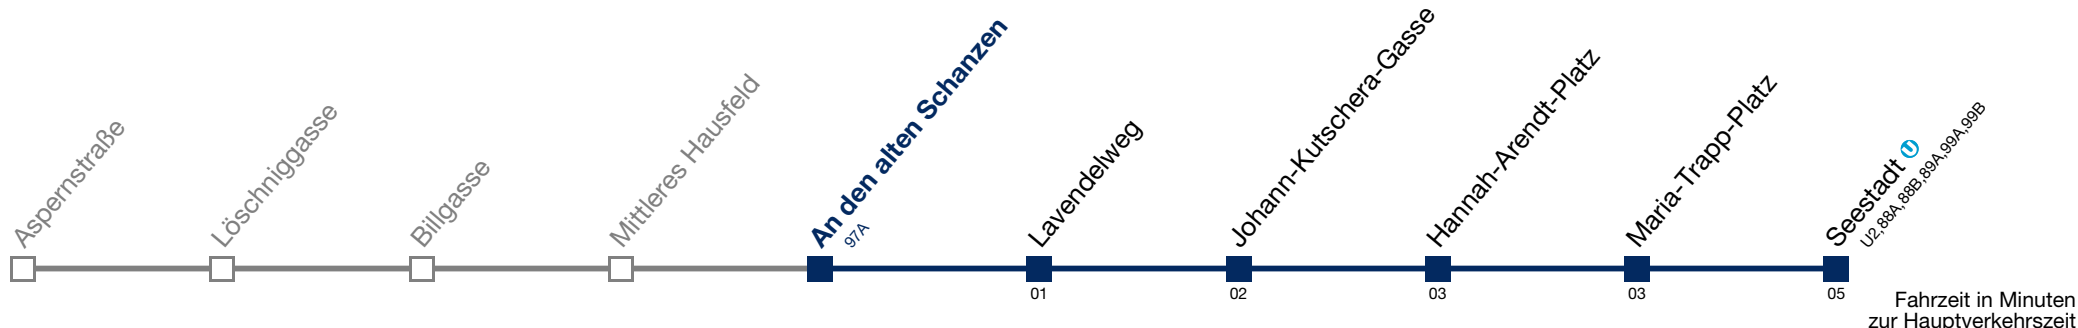 Aspernstraße
Löschniggasse
Billgasse
Mittleres Hausfeld
An den alten Schanzen
97A
Lavendelweg
Johann-Kutschera-Gasse
Hannah-Arendt-Platz
Maria-Trapp-Platz
Seestadt U
U2,88A,88B,89A,99A,99B
01
02
03
03
05
Fahrzeit in Minuten
zur Hauptverkehrszeit